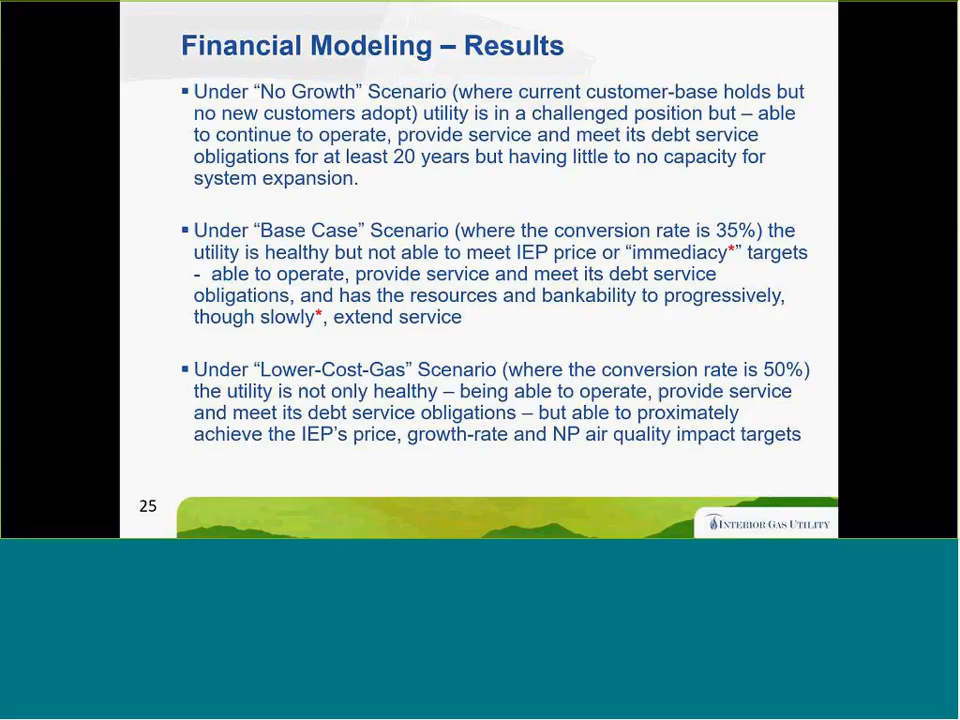 Financial Modeling – Results
▪ Under “No Growth” Scenario (where current customer-base holds but
no new customers adopt) utility is in a challenged position but – able
to continue to operate, provide service and meet its debt service
obligations for at least 20 years but having little to no capacity for
system expansion.
▪ Under “Base Case” Scenario (where the conversion rate is 35%) the
utility is healthy but not able to meet IEP price or “immediacy*” targets
- able to operate, provide service and meet its debt service
obligations, and has the resources and bankability to progressively,
though slowly*, extend service
▪ Under “Lower-Cost-Gas” Scenario (where the conversion rate is 50%)
the utility is not only healthy – being able to operate, provide service
and meet its debt service obligations – but able to proximately
achieve the IEP’s price, growth-rate and NP air quality impact targets
25
INTERIOR GAS UTILITY